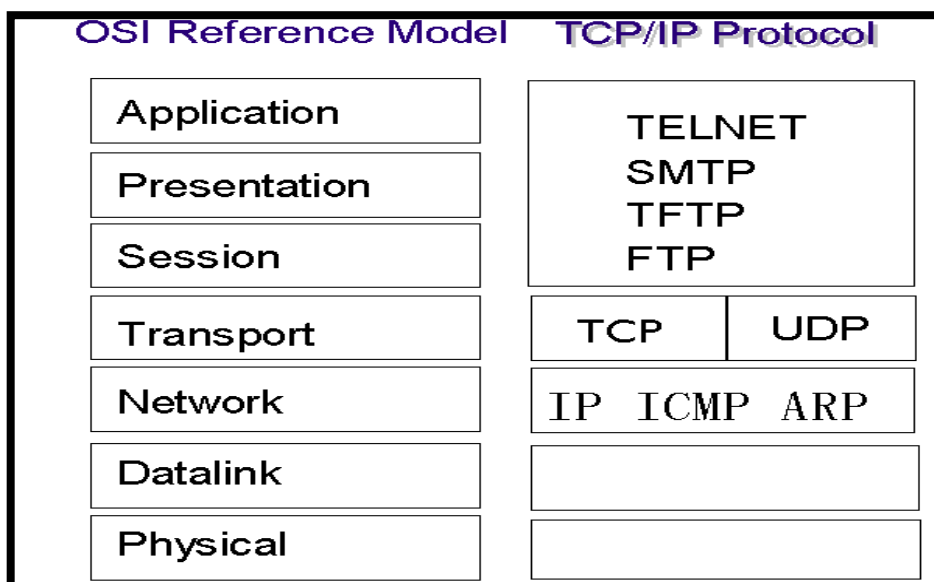 OSI Reference Model TCP/IP Protocol
Application
Presentation
Session
Transport
Network
Datalink
Physical
TELNET
SMTP
TFTP
FTP
TCP UDP
IP ICMP ARP